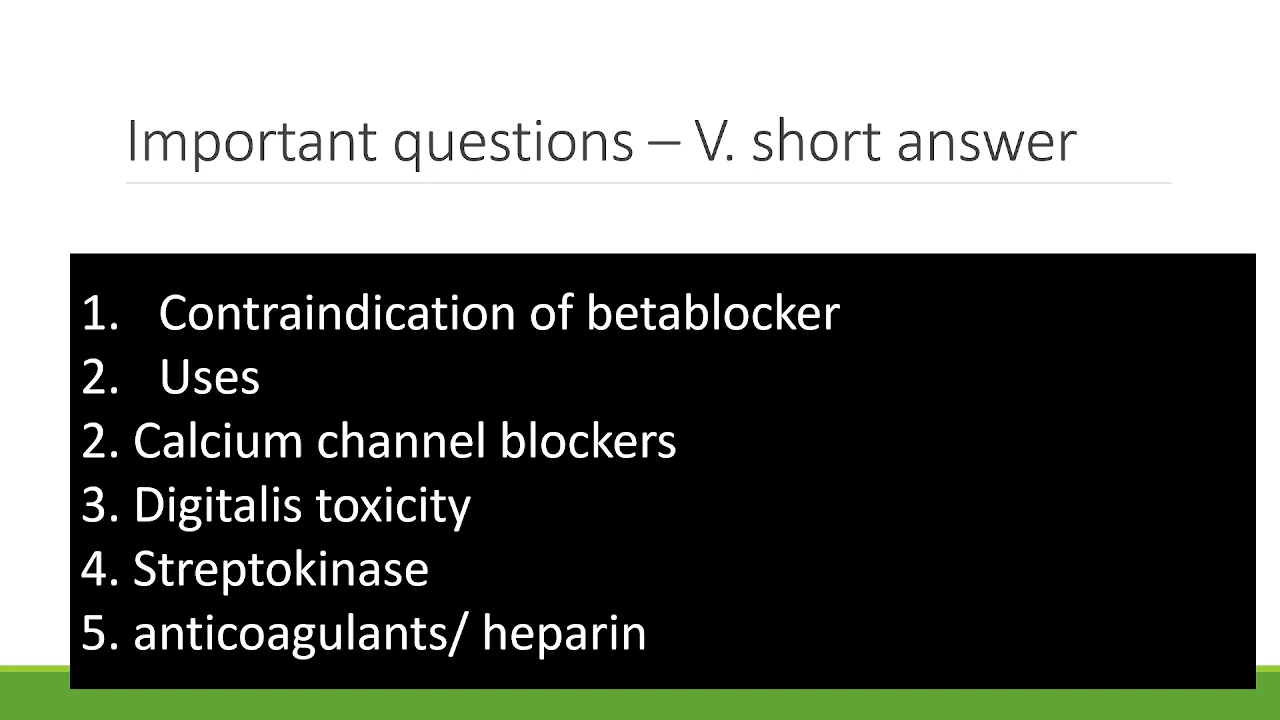 Important questions – V. short answer
1. Contraindication of betablocker
2. Uses
2. Calcium channel blockers
3. Digitalis toxicity
4. Streptokinase
5. anticoagulants/ heparin